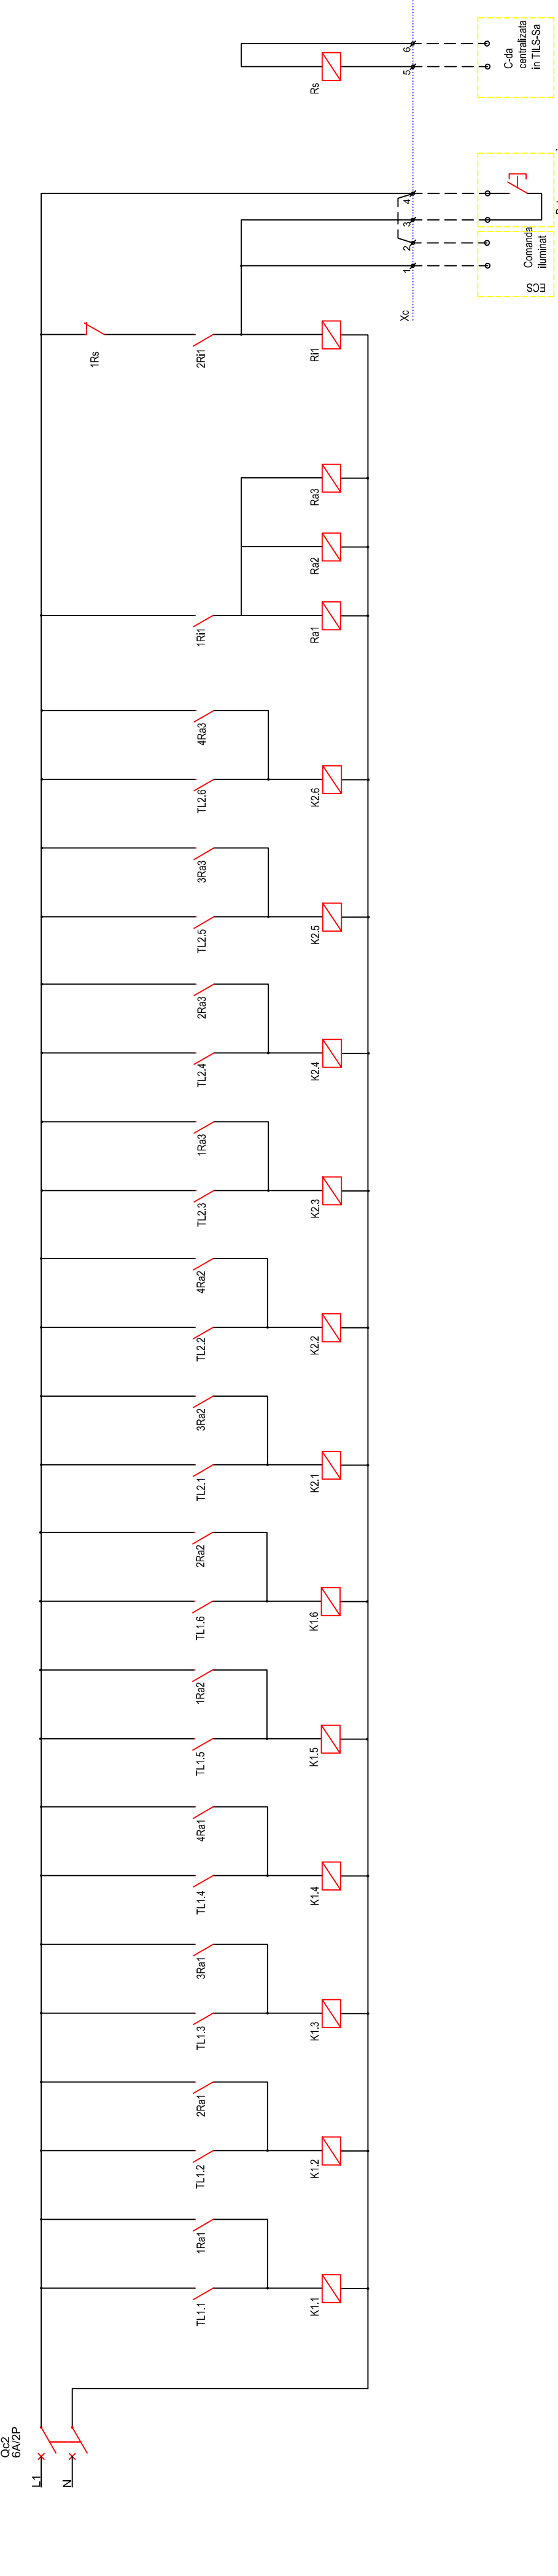 Qc2
6A/2P
L1
N
TL1.1
1Ra1
K1.1
TL1.2
2Ra1
K1.2
TL1.3
3Ra1
K1.3
TL1.4
4Ra1
K1.4
TL1.5
1Ra2
K1.5
TL1.6
2Ra2
K1.6
TL2.1
3Ra2
K2.1
TL2.2
4Ra2
K2.2
TL2.3
1Ra3
K2.3
TL2.4
2Ra3
K2.4
TL2.5
3Ra3
K2.5
TL2.6
4Ra3
K2.6
1Ri1
Ra1
Ra2
Ra3
1Rs
2Ri1
Ri1
Rs
Xc
1
2
3
4
5
6
ECS
Comanda
iluminat
C-da
centralizata
in TILS-Sa